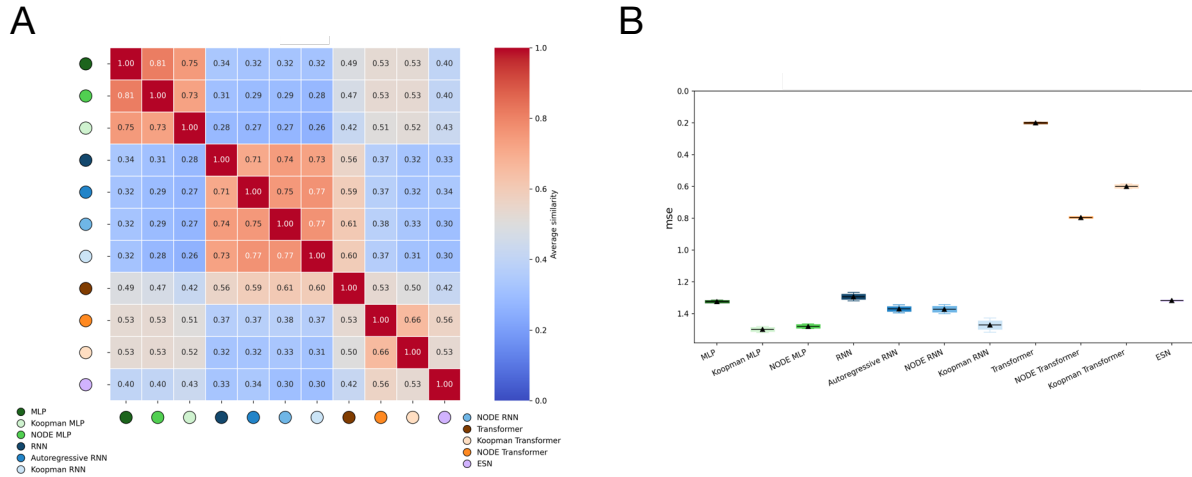 A
1.00 0.81 0.75 0.34 0.32 0.32 0.32 0.49 0.53 0.53 0.40
0.81 1.00 0.73 0.31 0.29 0.29 0.28 0.47 0.53 0.53 0.40
0.75 0.73 1.00 0.28 0.27 0.27 0.26 0.42 0.51 0.52 0.43
0.34 0.31 0.28 1.00 0.71 0.74 0.73 0.56 0.37 0.32 0.33
0.32 0.29 0.27 0.71 1.00 0.75 0.77 0.59 0.37 0.32 0.34
0.32 0.29 0.27 0.74 0.75 1.00 0.77 0.61 0.38 0.33 0.30
0.32 0.28 0.26 0.73 0.77 0.77 1.00 0.60 0.37 0.31 0.30
0.49 0.47 0.42 0.56 0.59 0.61 0.60 1.00 0.53 0.50 0.42
0.53 0.53 0.51 0.37 0.37 0.38 0.37 0.53 1.00 0.66 0.56
0.53 0.53 0.52 0.32 0.32 0.33 0.31 0.50 0.66 1.00 0.53
0.40 0.40 0.43 0.33 0.34 0.30 0.30 0.42 0.56 0.53 1.00
1.0
0.8
0.6
0.4
0.2
0.0
Average similarity
MLP
Koopman MLP
NODE MLP
RNN
Autoregressive RNN
Koopman RNN
NODE RNN
Transformer
Koopman Transformer
NODE Transformer
ESN
B
0.0
0.2
0.4
0.6
0.8
1.0
1.2
1.4
mse
MLP
Koopman MLP
NODE MLP
RNN
Autoregressive RNN
NODE RNN
Koopman RNN
Transformer
NODE Transformer
Koopman Transformer
ESN